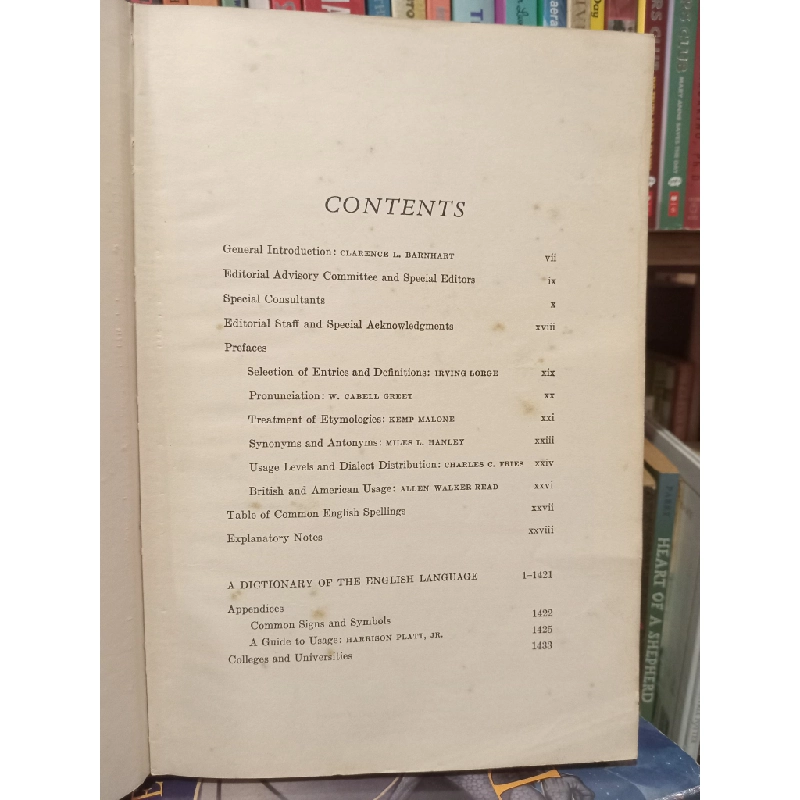 CONTENTS
General Introduction: CLARENCE L. BARNHART vii
Editorial Advisory Committee and Special Editors ix
Special Consultants x
Editorial Staff and Special Acknowledgments xviii
Prefaces
Selection of Entries and Definitions: IRVING LORGE xix
Pronunciation: W. CABELL GREET xx
Treatment of Etymologies: KEMP MALONE xxi
Synonyms and Antonyms: MILES L. HANLEY xxiii
Usage Levels and Dialect Distribution: CHARLES C. FRIES xxiv
British and American Usage: ALLEN WALKER READ xxvi
Table of Common English Spellings xxvii
Explanatory Notes xxviii
A DICTIONARY OF THE ENGLISH LANGUAGE 1-1421
Appendices
Common Signs and Symbols 1422
A Guide to Usage: HARRISON PLATT, JR. 1425
Colleges and Universities 1433
HEART OF A SHEPHERD